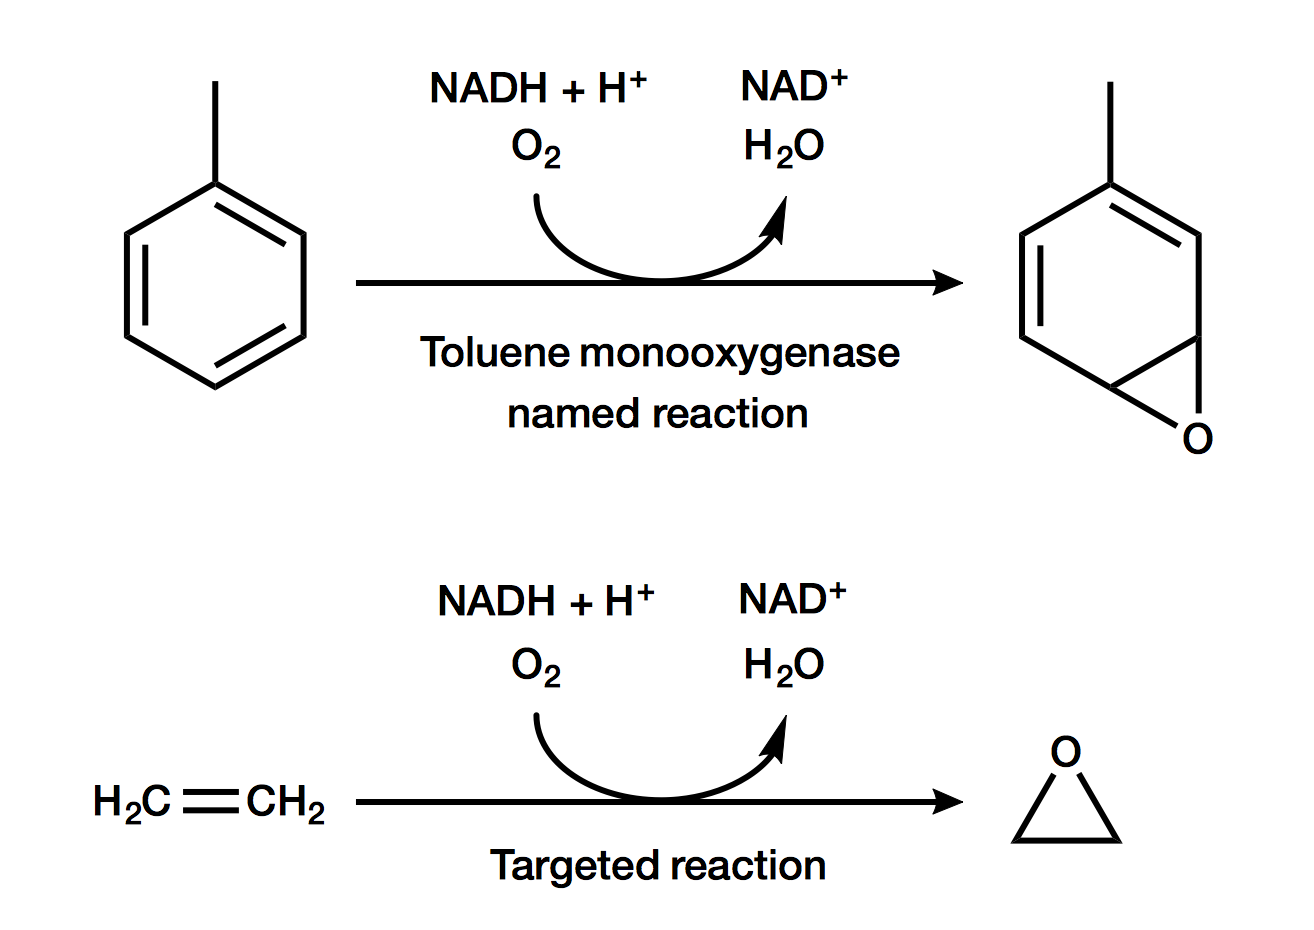 NADH + H⁺ NAD⁺
O₂ H₂O
Toluene monooxygenase
named reaction
O
NADH + H⁺ NAD⁺
O₂ H₂O
O
H₂C CH₂
Targeted reaction